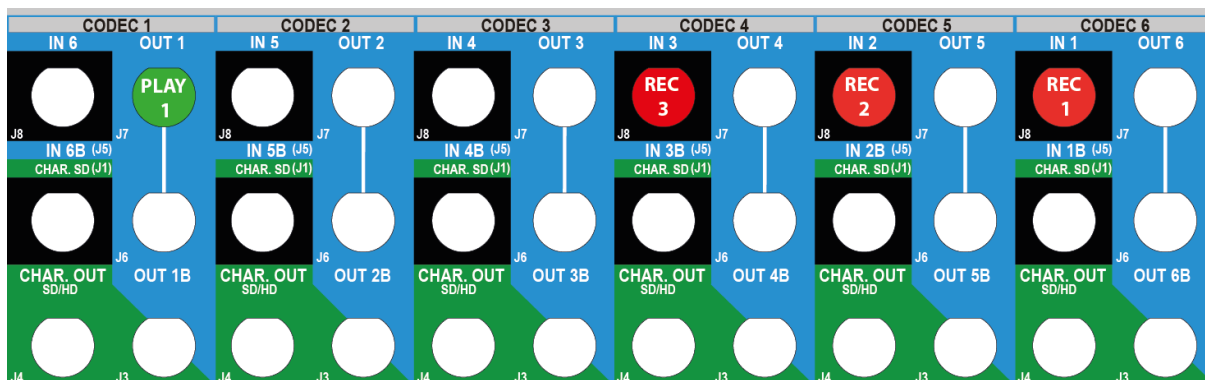 CODEC 1 CODEC 2 CODEC 3 CODEC 4 CODEC 5 CODEC 6
IN 6 OUT 1 IN 5 OUT 2 IN 4 OUT 3 IN 3 OUT 4 IN 2 OUT 5 IN 1 OUT 6
PLAY REC REC REC
1 3 2 1
J8 J7 J8 J7 J8 J7 J8 J7 J8 J7 J8 J7
IN 6B (J5) IN 5B (J5) IN 4B (J5) IN 3B (J5) IN 2B (J5) IN 1B (J5)
CHAR. SD (J1) CHAR. SD (J1) CHAR. SD (J1) CHAR. SD (J1) CHAR. SD (J1) CHAR. SD (J1)
J6 J6 J6 J6 J6 J6
CHAR. OUT OUT 1B CHAR. OUT OUT 2B CHAR. OUT OUT 3B CHAR. OUT OUT 4B CHAR. OUT OUT 5B CHAR. OUT OUT 6B
SD/HD SD/HD SD/HD SD/HD SD/HD SD/HD
J4 J3 J4 J3 J4 J3 J4 J3 J4 J3 J4 J3